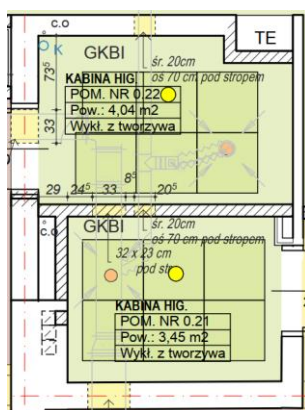 c.o
K
GKBI
TE
śr. 20cm
oś 70 cm pod stropem
73⁵
KABINA HIG.
POM. NR 0.22
Pow.: 4,04 m2
Wykł. z tworzywa
33
8⁵
29 24⁵ 33 20⁵
c.o
GKBI
śr. 20cm
oś 70 cm pod stropem
32 x 23 cm
pod str
KABINA HIG.
POM. NR 0.21
Pow.: 3,45 m2
Wykł. z tworzywa